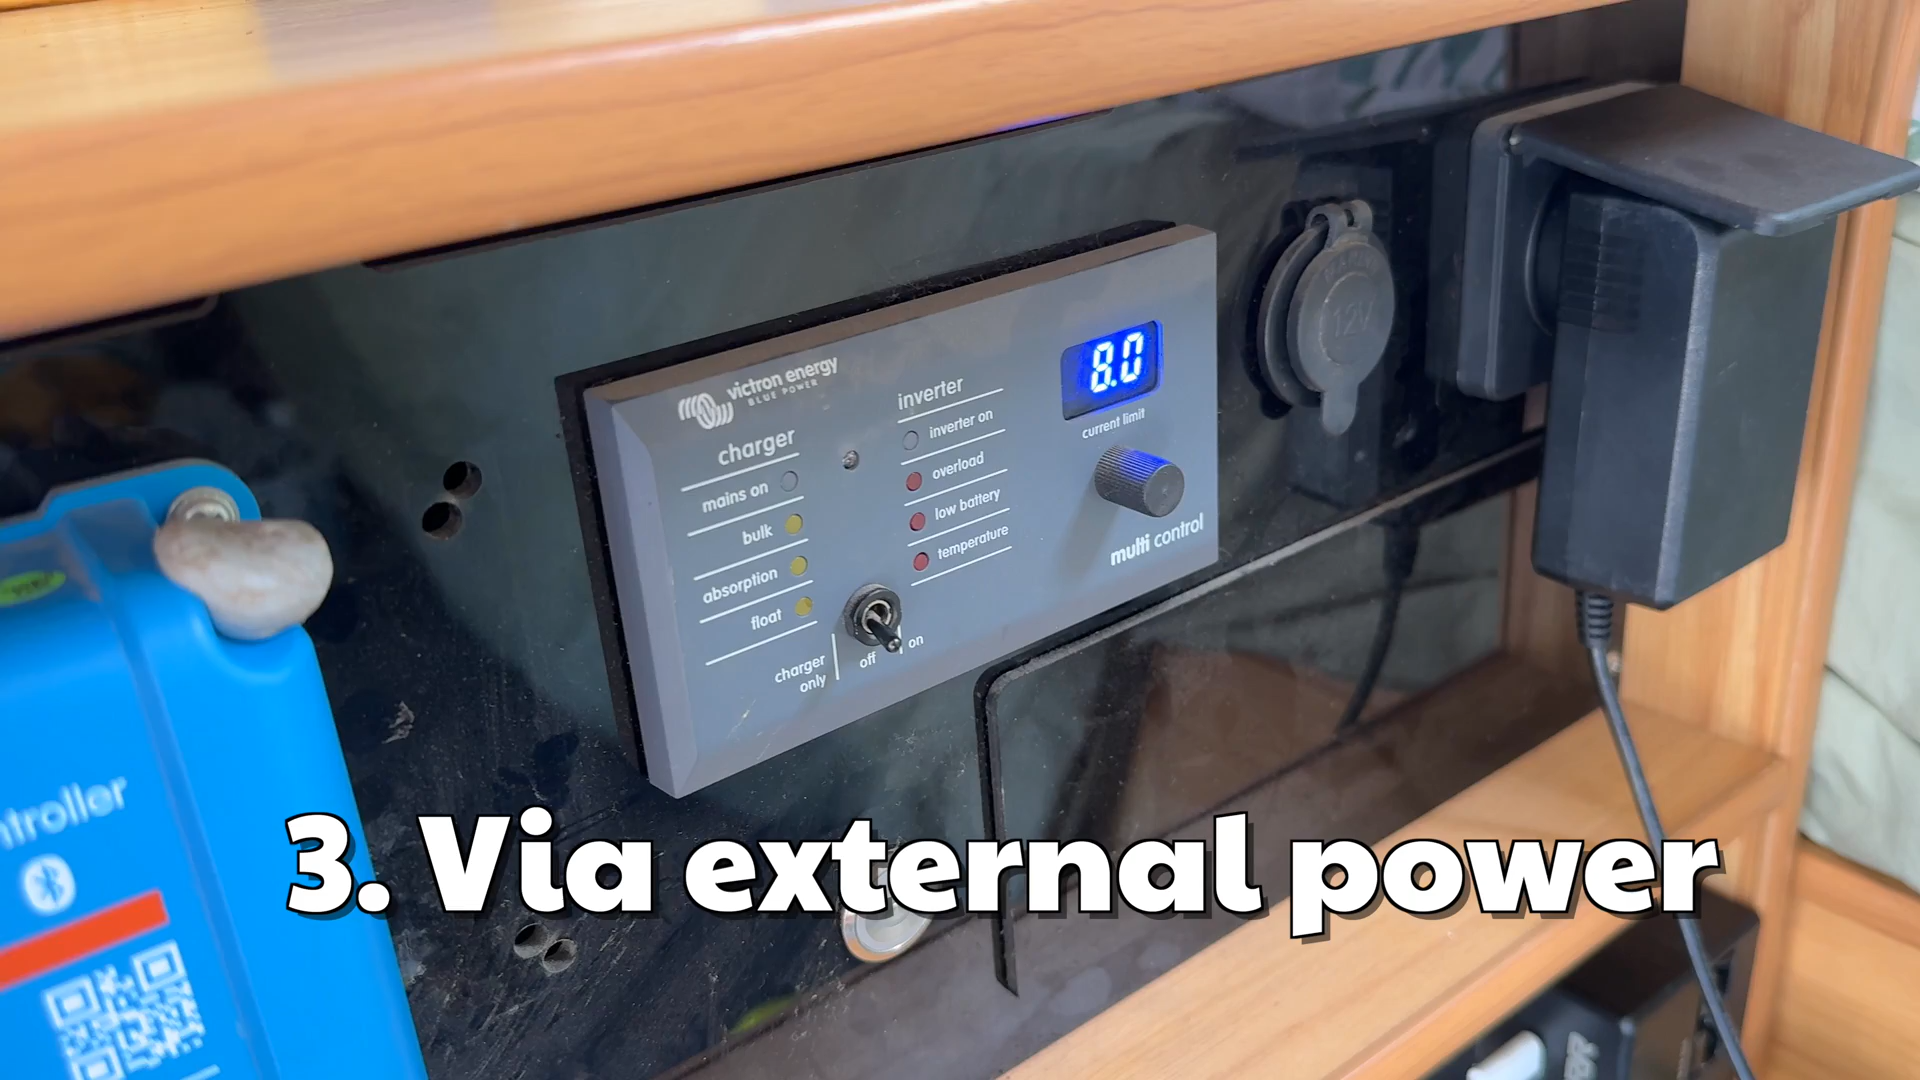 victron energy
BLUE POWER
charger
mains on
bulk
absorption
float
charger
only
off
on
inverter
inverter on
overload
low battery
temperature
8.0
current limit
multi control
12V
ntroller
3. Via external power